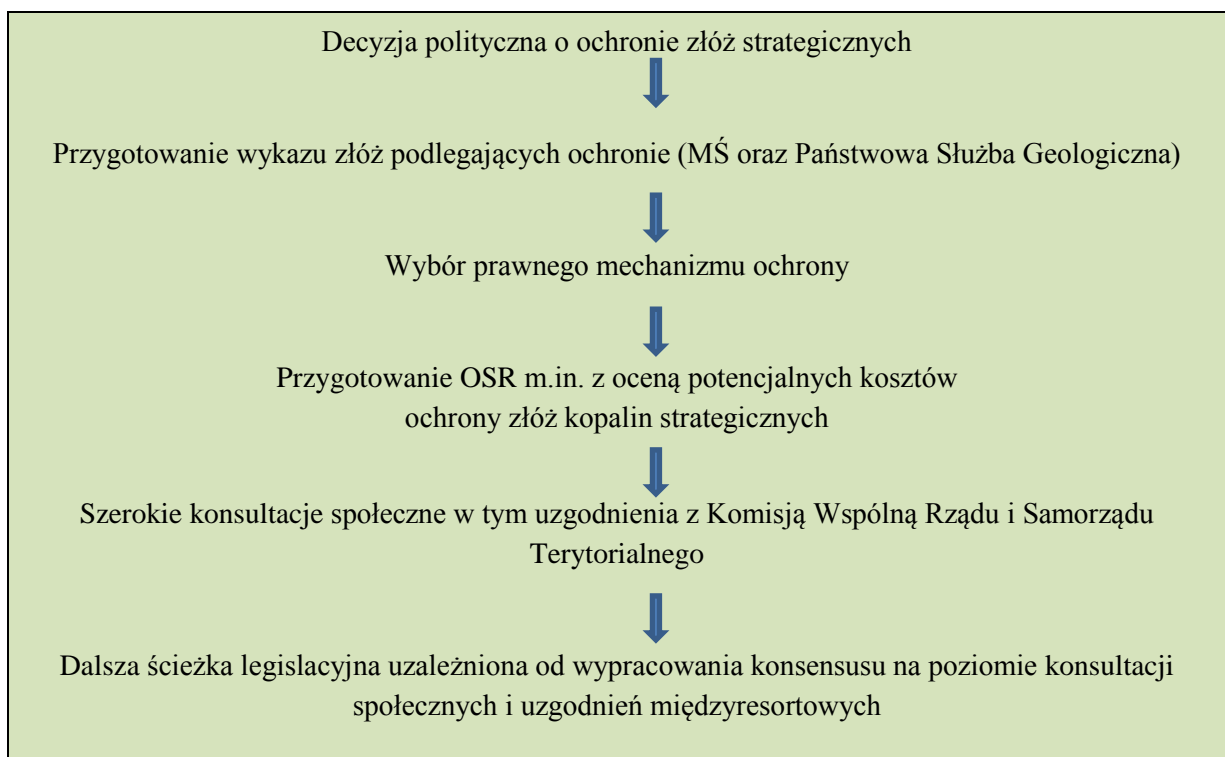 Decyzja polityczna o ochronie złóż strategicznych
Przygotowanie wykazu złóż podlegających ochronie (MŚ oraz Państwowa Służba Geologiczna)
Wybór prawnego mechanizmu ochrony
Przygotowanie OSR m.in. z oceną potencjalnych kosztów
ochrony złóż kopalin strategicznych
Szerokie konsultacje społeczne w tym uzgodnienia z Komisją Wspólną Rządu i Samorządu
Terytorialnego
Dalsza ścieżka legislacyjna uzależniona od wypracowania konsensusu na poziomie konsultacji
społecznych i uzgodnień międzyresortowych